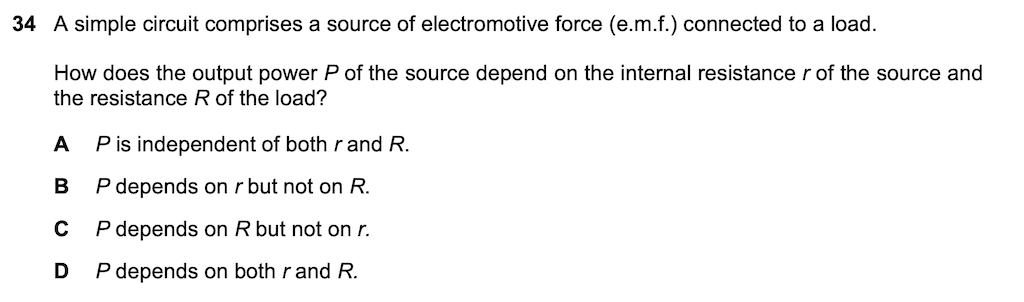 34 A simple circuit comprises a source of electromotive force (e.m.f.) connected to a load.
How does the output power P of the source depend on the internal resistance r of the source and
the resistance R of the load?
A P is independent of both r and R.
B P depends on r but not on R.
C P depends on R but not on r.
D P depends on both r and R.